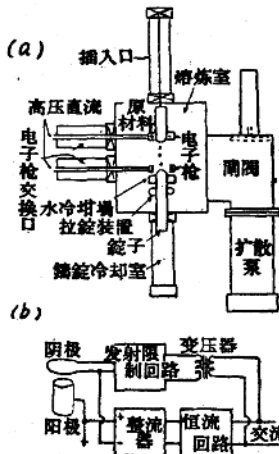 (a)
插入口
熔炼室
高压直流
原
材料
电子枪
电子枪交换口
闸阀
水冷坩埚
拉锭装置
锭子
铸锭冷却室
扩散
泵
(b)
阴极
发射限
制回路
变压器
阳极
整流
器
恒流
回路
交流